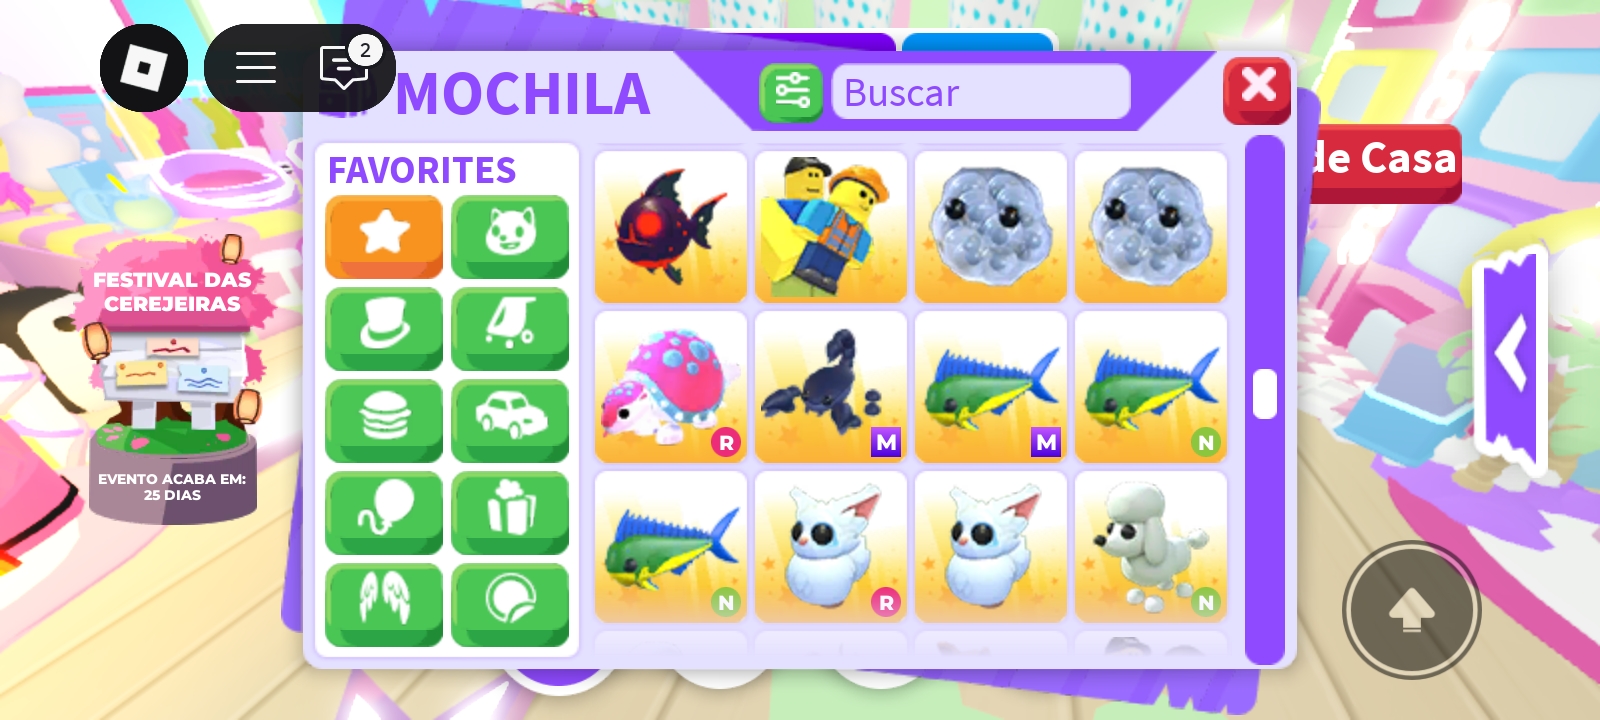 2
MOCHILA
Buscar
FAVORITES
de Casa
FESTIVAL DAS
CEREJEIRAS
EVENTO ACABA EM:
25 DIAS
R
M
M
N
N
R
N